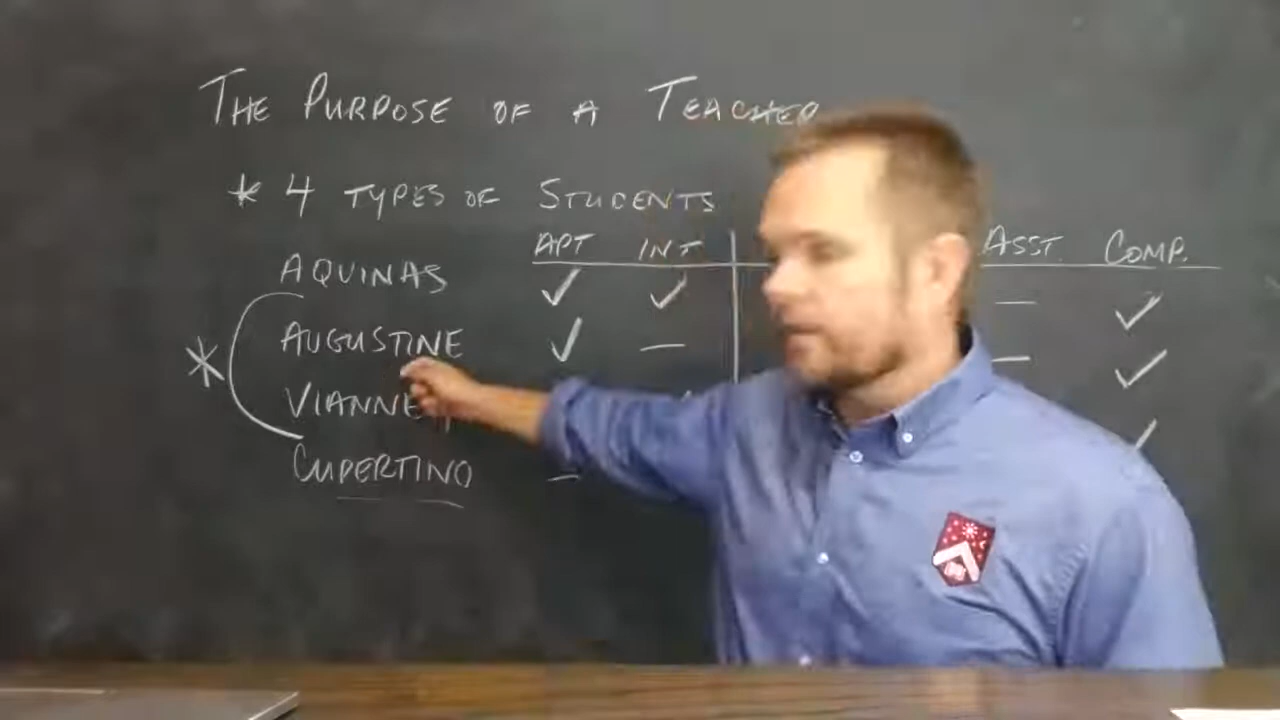 THE PURPOSE OF A TEACHER
* 4 TYPES OF STUDENTS
APT INT ASST. COMP.
AQUINAS ✓ ✓ — ✓
AUGUSTINE ✓ — — ✓
* VIANNEY ✓
CUPERTINO —